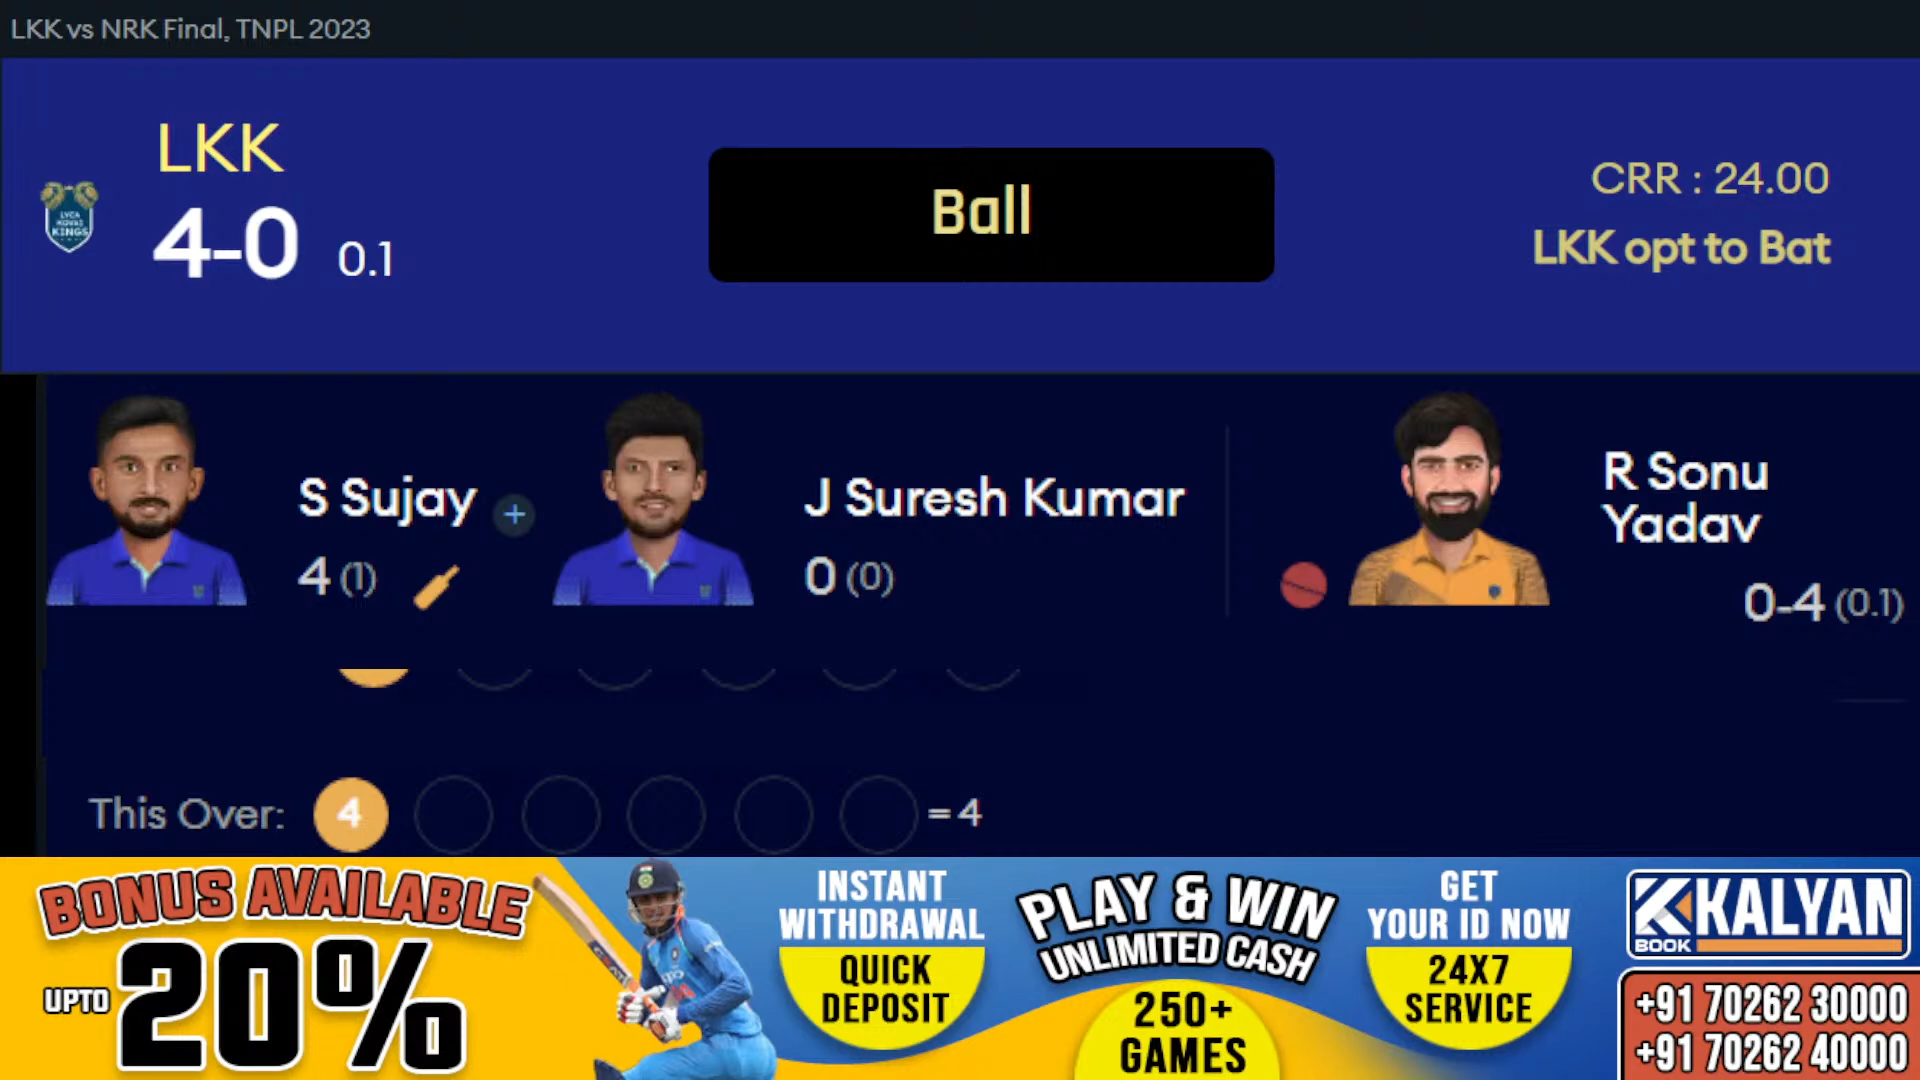 LKK vs NRK Final, TNPL 2023
LKK
4-0 0.1
LYCA
KOVAI
KINGS
Ball
CRR : 24.00
LKK opt to Bat
S Sujay +
4 (1)
J Suresh Kumar
0 (0)
R Sonu
Yadav
0-4 (0.1)
This Over: 4 = 4
BONUS AVAILABLE
UPTO 20%
INSTANT
WITHDRAWAL
QUICK
DEPOSIT
PLAY & WIN
UNLIMITED CASH
250+
GAMES
GET
YOUR ID NOW
24X7
SERVICE
KALYAN
BOOK
+91 70262 30000
+91 70262 40000